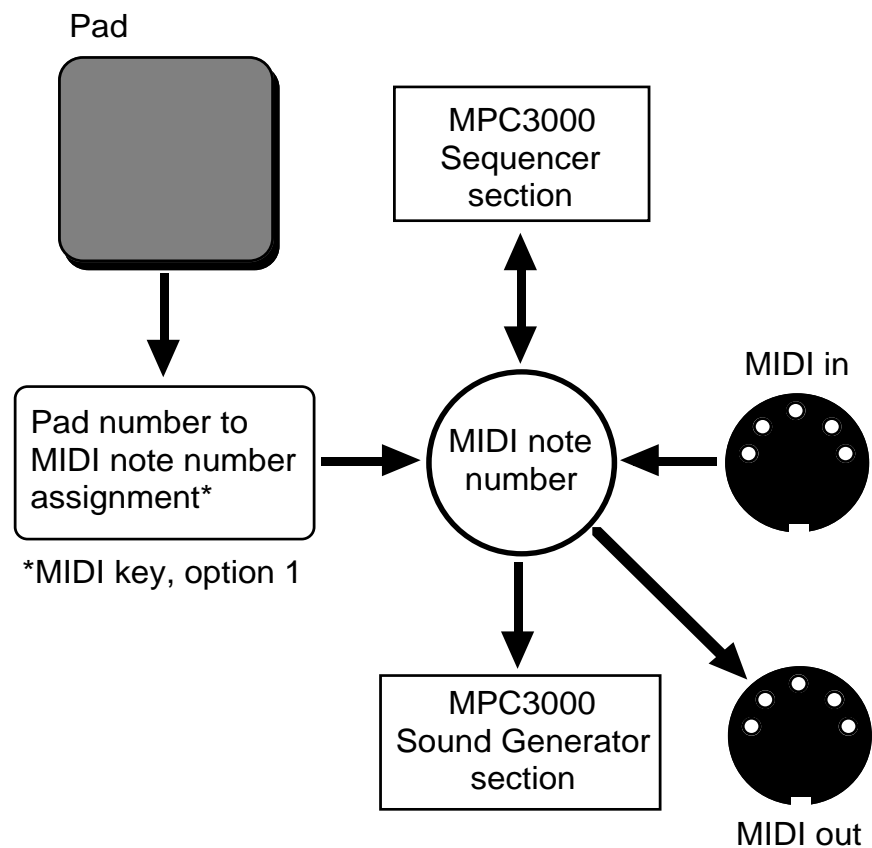 Pad
MPC3000
Sequencer
section
MIDI in
Pad number to
MIDI note number
assignment*
MIDI note
number
*MIDI key, option 1
MPC3000
Sound Generator
section
MIDI out